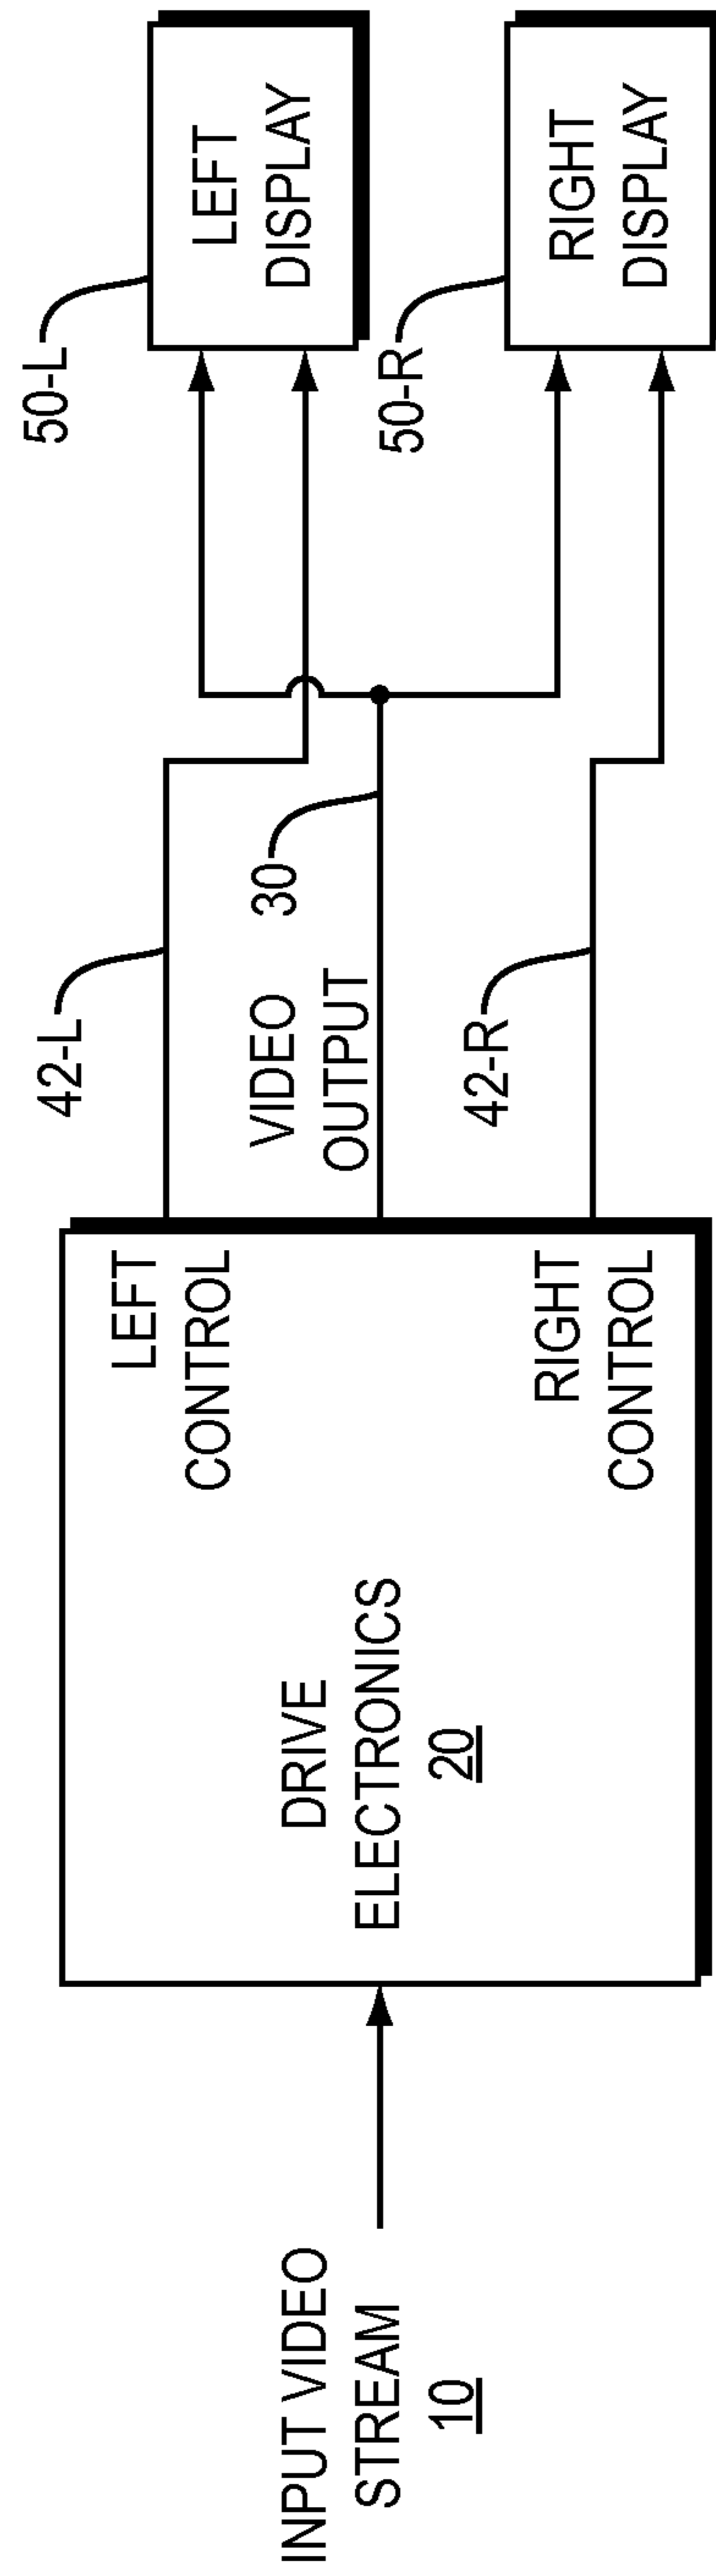 INPUT VIDEO
STREAM
10
DRIVE
ELECTRONICS
20
LEFT
CONTROL
RIGHT
CONTROL
42-L
VIDEO
OUTPUT
30
42-R
50-L
LEFT
DISPLAY
50-R
RIGHT
DISPLAY